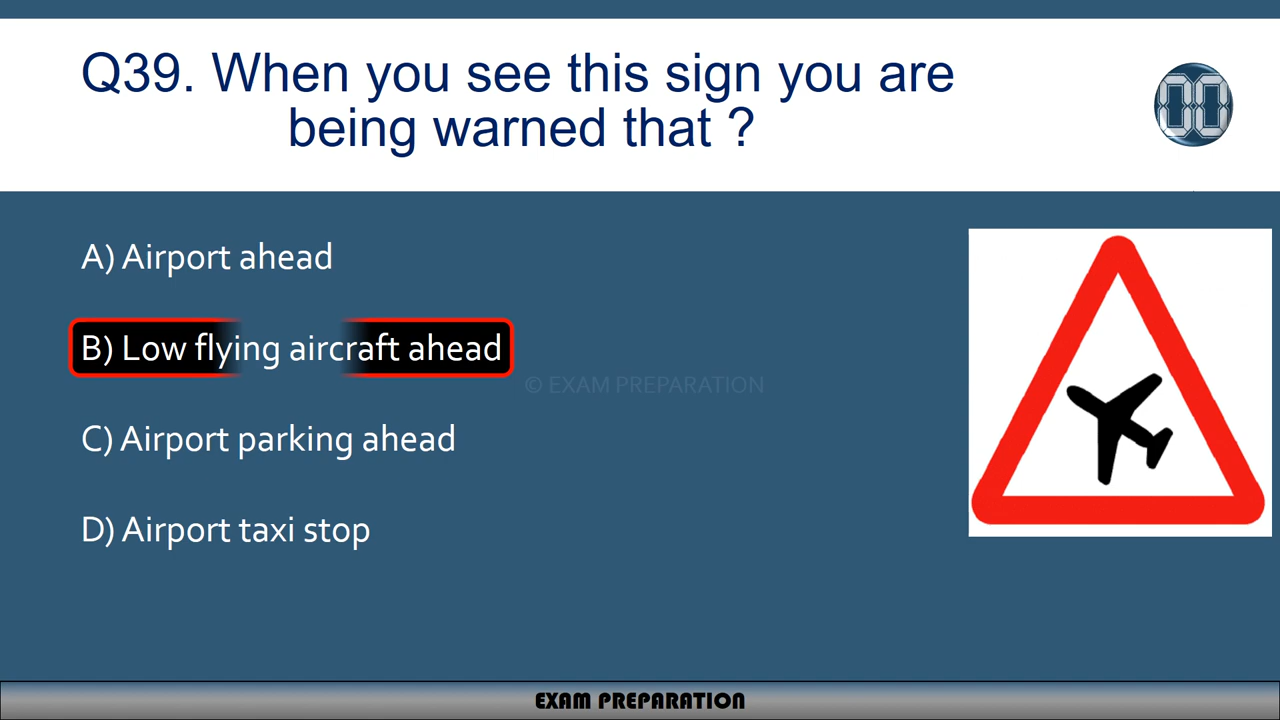 Q39. When you see this sign you are
being warned that ?
00
A) Airport ahead
B) Low flying aircraft ahead
© EXAM PREPARATION
C) Airport parking ahead
D) Airport taxi stop
EXAM PREPARATION